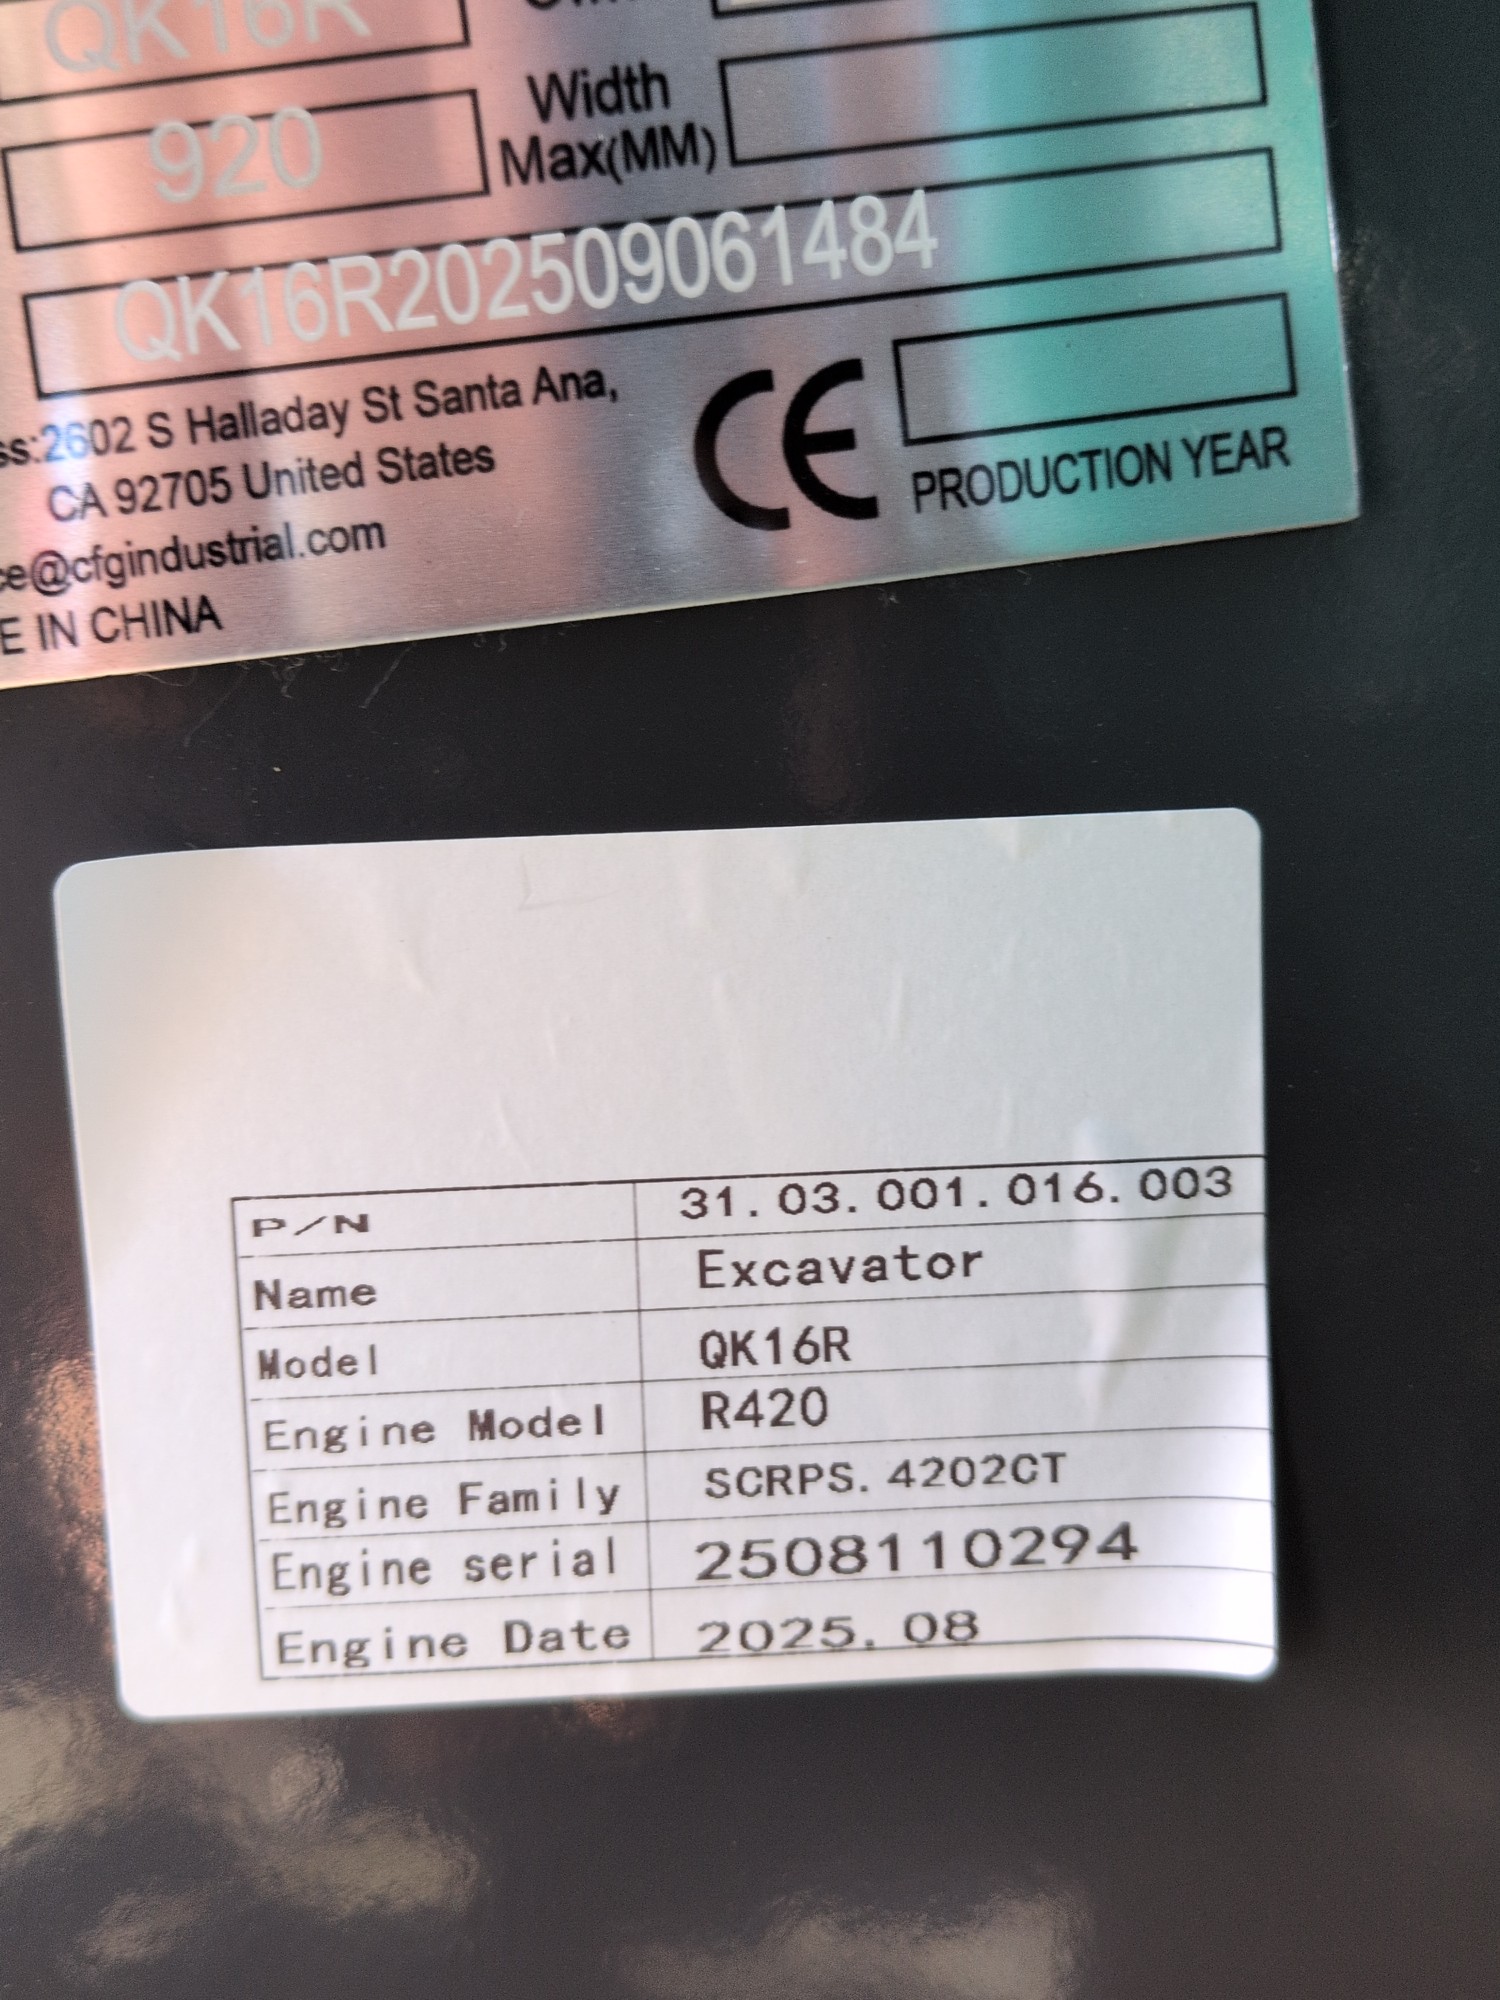 QK16R
920
Width
Max(MM)
QK16R202509061484
ss:2602 S Halladay St Santa Ana,
CA 92705 United States
ce@cfgindustrial.com
E IN CHINA
CE
PRODUCTION YEAR
P/N 31.03.001.016.003
Name Excavator
Model QK16R
Engine Model R420
Engine Family SCRPS.4202CT
Engine serial 2508110294
Engine Date 2025.08